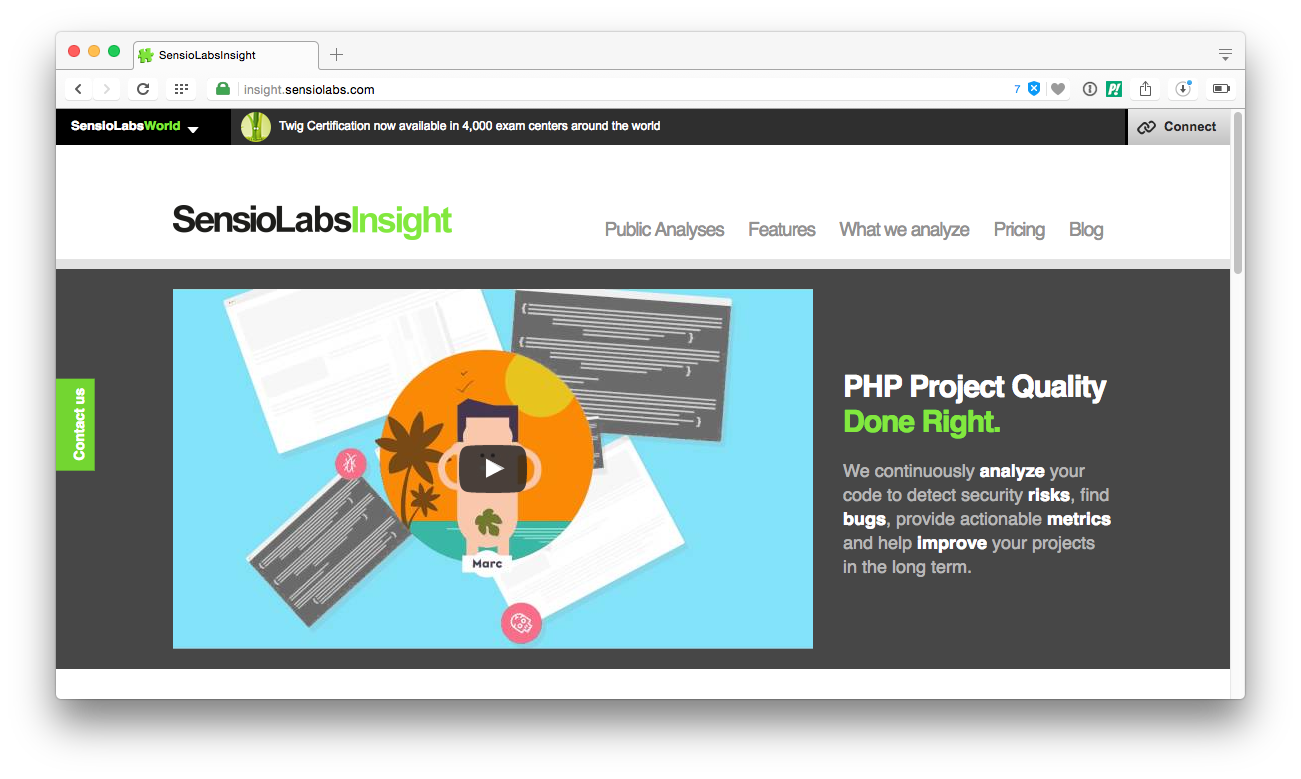 SensioLabsInsight
insight.sensiolabs.com
7
SensioLabsWorld
Twig Certification now available in 4,000 exam centers around the world
Connect
SensioLabsInsight
Public Analyses
Features
What we analyze
Pricing
Blog
Contact us
Marc
PHP Project Quality
Done Right.
We continuously analyze your
code to detect security risks, find
bugs, provide actionable metrics
and help improve your projects
in the long term.